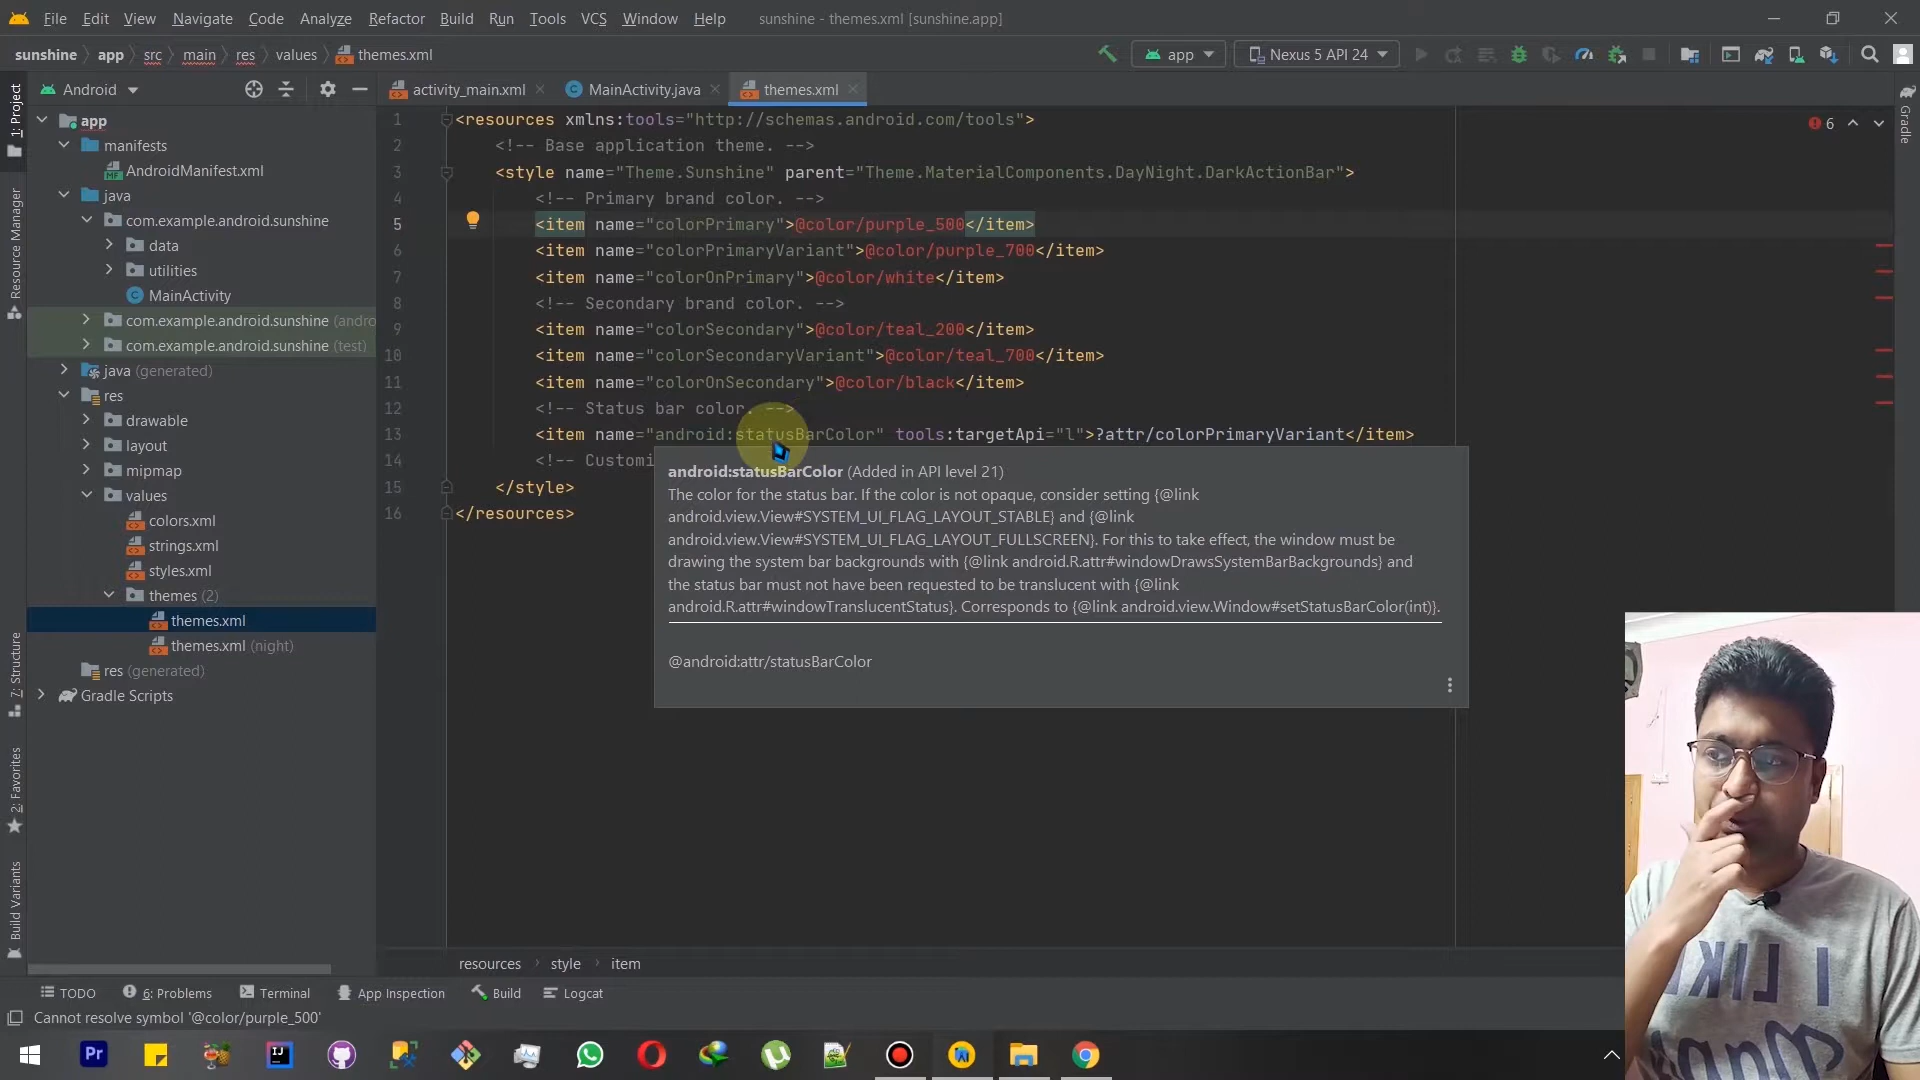 File Edit View Navigate Code Analyze Refactor Build Run Tools VCS Window Help sunshine - themes.xml [sunshine.app]
sunshine app src main res values themes.xml
app
Nexus 5 API 24
1: Project
Resource Manager
7: Structure
2: Favorites
Build Variants
Gradle
Android
app
manifests
AndroidManifest.xml
java
com.example.android.sunshine
data
utilities
MainActivity
com.example.android.sunshine (andro
com.example.android.sunshine (test)
java (generated)
res
drawable
layout
mipmap
values
colors.xml
strings.xml
styles.xml
themes (2)
themes.xml
themes.xml (night)
res (generated)
Gradle Scripts
activity_main.xml MainActivity.java themes.xml
6
1 <resources xmlns:tools="http://schemas.android.com/tools">
2 <!-- Base application theme. -->
3 <style name="Theme.Sunshine" parent="Theme.MaterialComponents.DayNight.DarkActionBar">
4 <!-- Primary brand color. -->
5 <item name="colorPrimary">@color/purple_500</item>
6 <item name="colorPrimaryVariant">@color/purple_700</item>
7 <item name="colorOnPrimary">@color/white</item>
8 <!-- Secondary brand color. -->
9 <item name="colorSecondary">@color/teal_200</item>
10 <item name="colorSecondaryVariant">@color/teal_700</item>
11 <item name="colorOnSecondary">@color/black</item>
12 <!-- Status bar color. -->
13 <item name="android:statusBarColor" tools:targetApi="l">?attr/colorPrimaryVariant</item>
14 <!-- Customi
15 </style>
16 </resources>
android:statusBarColor (Added in API level 21)
The color for the status bar. If the color is not opaque, consider setting {@link
android.view.View#SYSTEM_UI_FLAG_LAYOUT_STABLE} and {@link
android.view.View#SYSTEM_UI_FLAG_LAYOUT_FULLSCREEN}. For this to take effect, the window must be
drawing the system bar backgrounds with {@link android.R.attr#windowDrawsSystemBarBackgrounds} and
the status bar must not have been requested to be translucent with {@link
android.R.attr#windowTranslucentStatus}. Corresponds to {@link android.view.Window#setStatusBarColor(int)}.
@android:attr/statusBarColor
resources style item
TODO 6: Problems Terminal App Inspection Build Logcat
Cannot resolve symbol '@color/purple_500'
Pr
IJ
I LIK